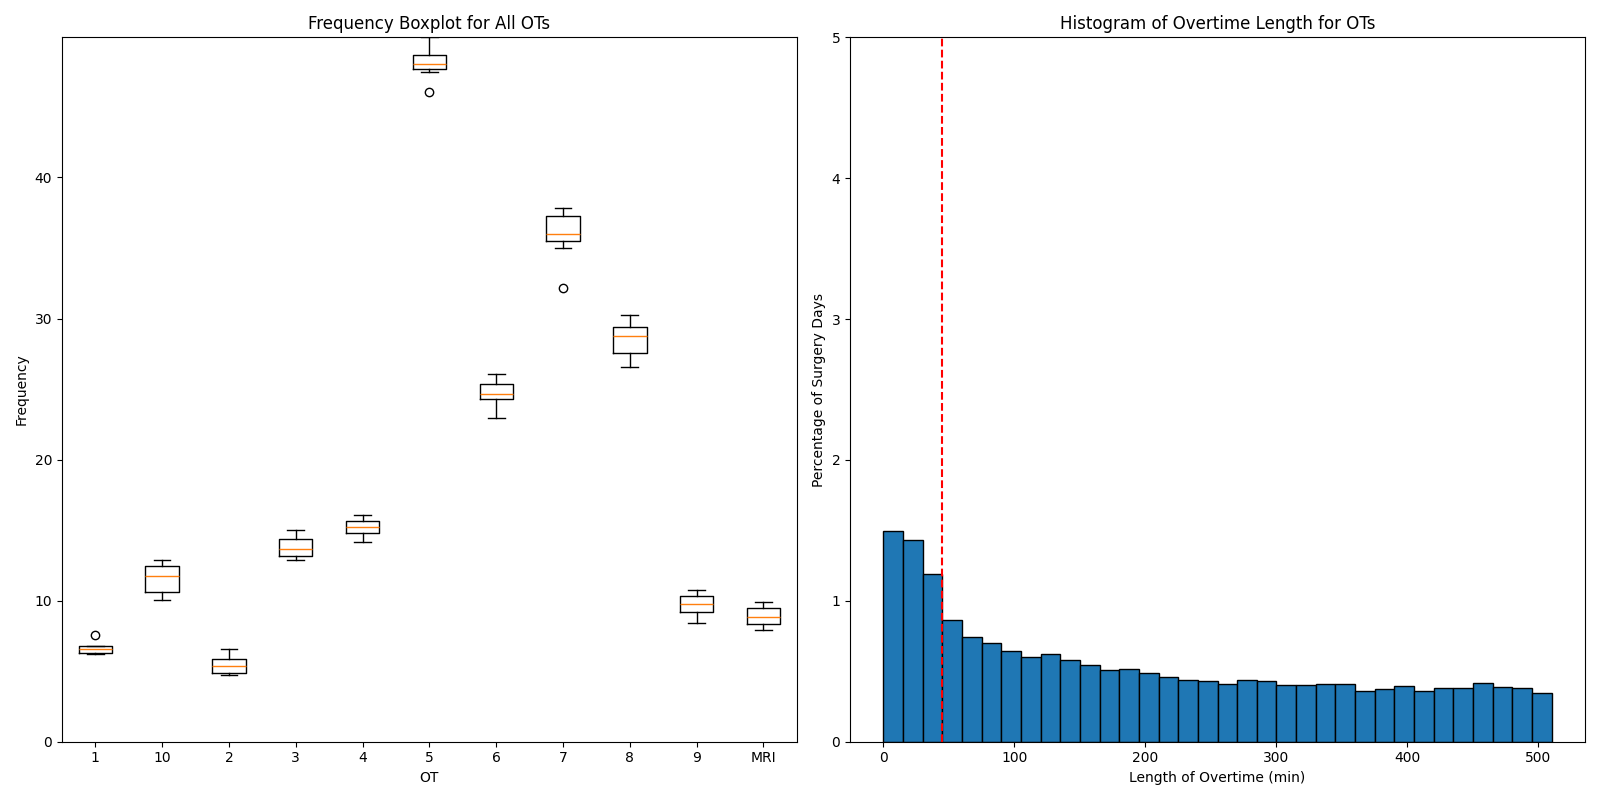 Frequency Boxplot for All OTs
Frequency
40
30
20
10
0
1 10 2 3 4 5 6 7 8 9 MRI
OT
Histogram of Overtime Length for OTs
Percentage of Surgery Days
5
4
3
2
1
0
0 100 200 300 400 500
Length of Overtime (min)